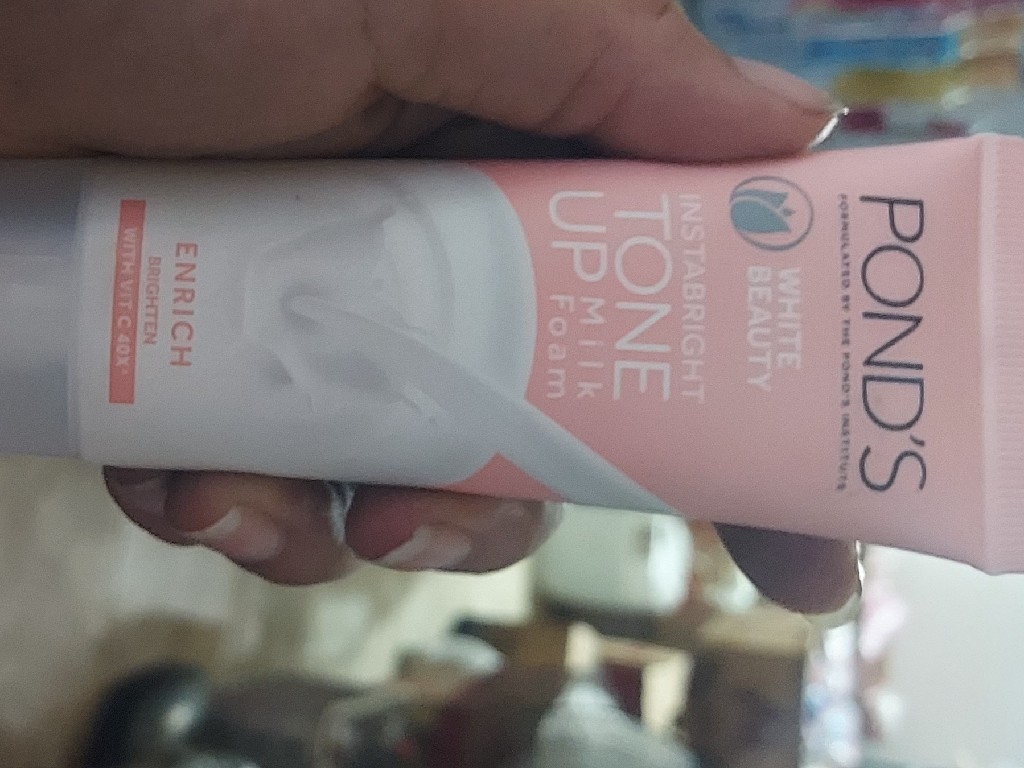 POND'S
FORMULATED BY THE POND'S INSTITUTE
WHITE
BEAUTY
INSTABRIGHT
TONE
UP Milk
Foam
ENRICH
BRIGHTEN
WITH VIT C 40X*